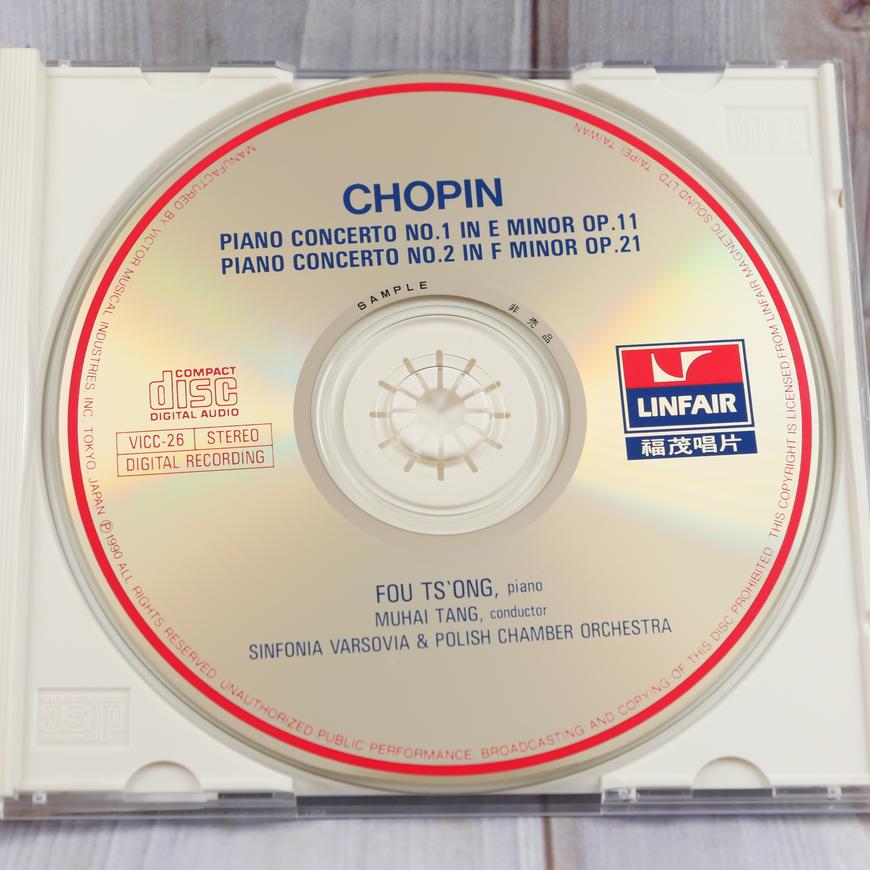 CHOPIN
PIANO CONCERTO NO.1 IN E MINOR OP.11
PIANO CONCERTO NO.2 IN F MINOR OP.21
SAMPLE 非売品
COMPACT
disc
DIGITAL AUDIO
VICC-26 STEREO
DIGITAL RECORDING
LINFAIR
福茂唱片
FOU TS'ONG, piano
MUHAI TANG, conductor
SINFONIA VARSOVIA & POLISH CHAMBER ORCHESTRA
MANUFACTURED BY VICTOR MUSICAL INDUSTRIES, INC., TOKYO, JAPAN Ⓟ1990 ALL RIGHTS RESERVED. UNAUTHORIZED PUBLIC PERFORMANCE, BROADCASTING AND COPYING OF THIS DISC PROHIBITED. THIS COPYRIGHT IS LICENSED FROM LINFAIR MAGNETIC SOUND LTD., TAIPEI, TAIWAN
disc